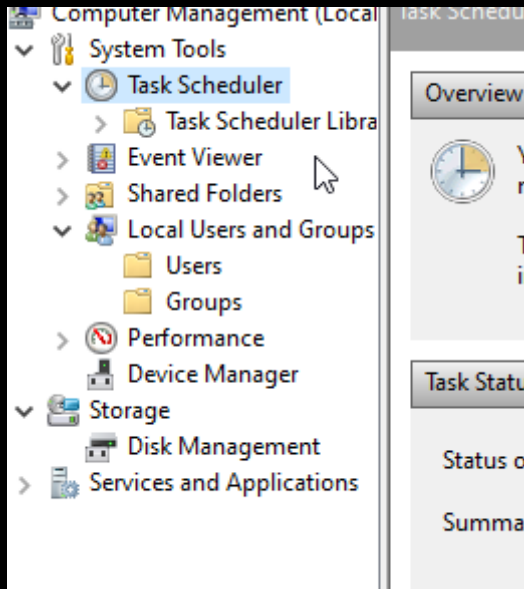 Computer Management (Local
System Tools
Task Scheduler
Task Scheduler Libra
Event Viewer
Shared Folders
Local Users and Groups
Users
Groups
Performance
Device Manager
Storage
Disk Management
Services and Applications
Task Schedu
Overview
Task Statu
Status o
Summa